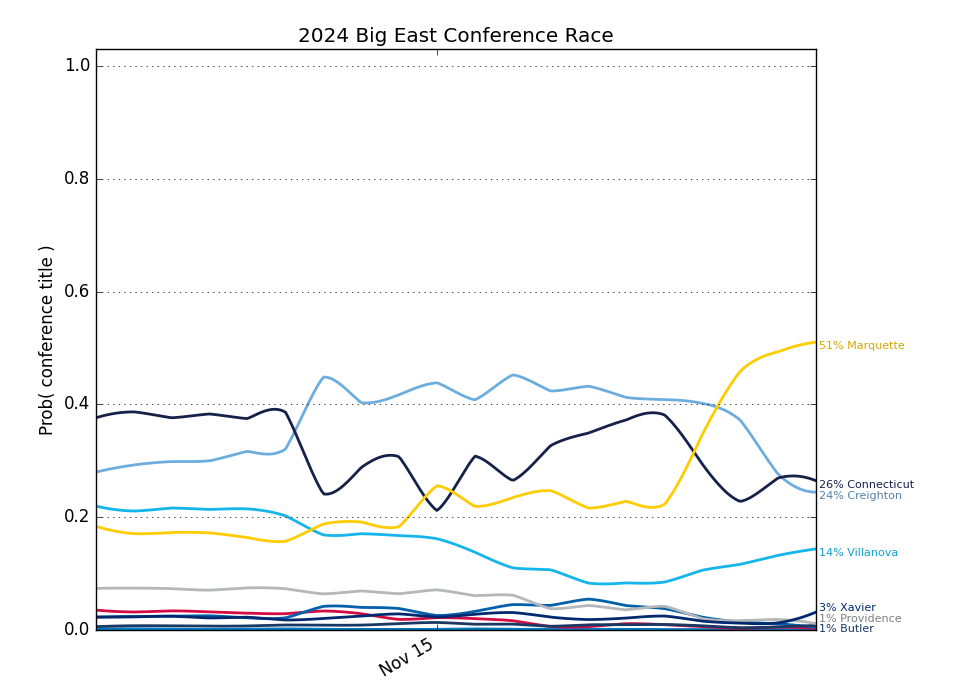 2024 Big East Conference Race
Prob( conference title )
1.0
0.8
0.6
0.4
0.2
0.0
Nov 15
51% Marquette
26% Connecticut
24% Creighton
14% Villanova
3% Xavier
1% Providence
1% Butler